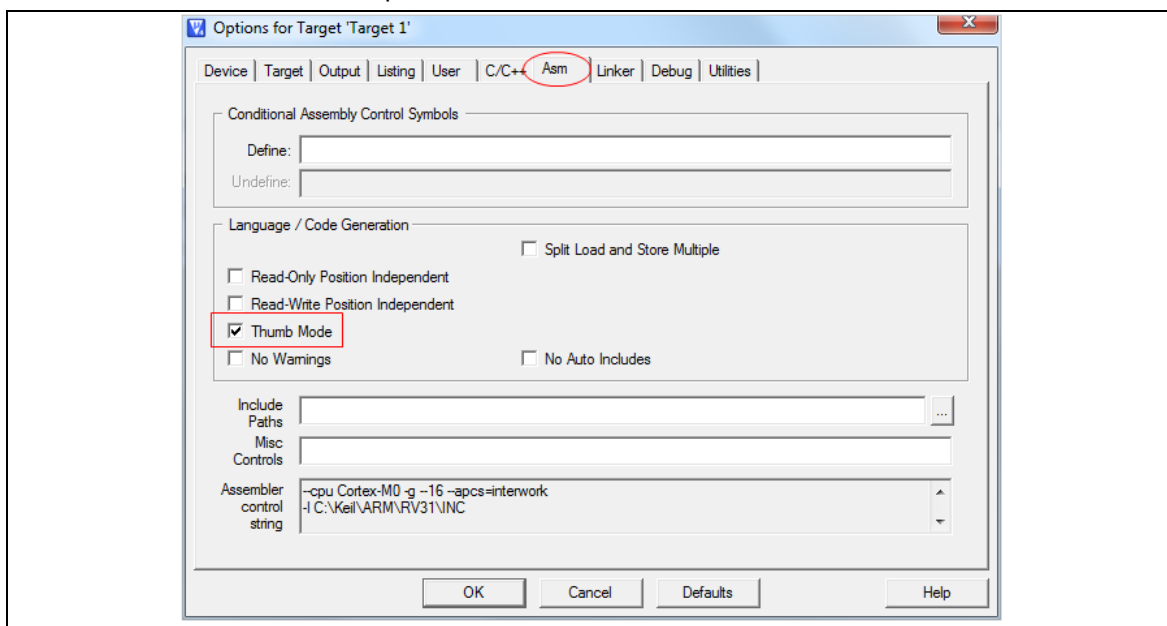 Options for Target 'Target 1'
Device Target Output Listing User C/C++ Asm Linker Debug Utilities
Conditional Assembly Control Symbols
Define:
Undefine:
Language / Code Generation
Split Load and Store Multiple
Read-Only Position Independent
Read-Write Position Independent
Thumb Mode
No Warnings No Auto Includes
Include
Paths
...
Misc
Controls
Assembler
control
string
--cpu Cortex-M0 -g --16 --apcs=interwork
-I C:\Keil\ARM\RV31\INC
OK Cancel Defaults Help